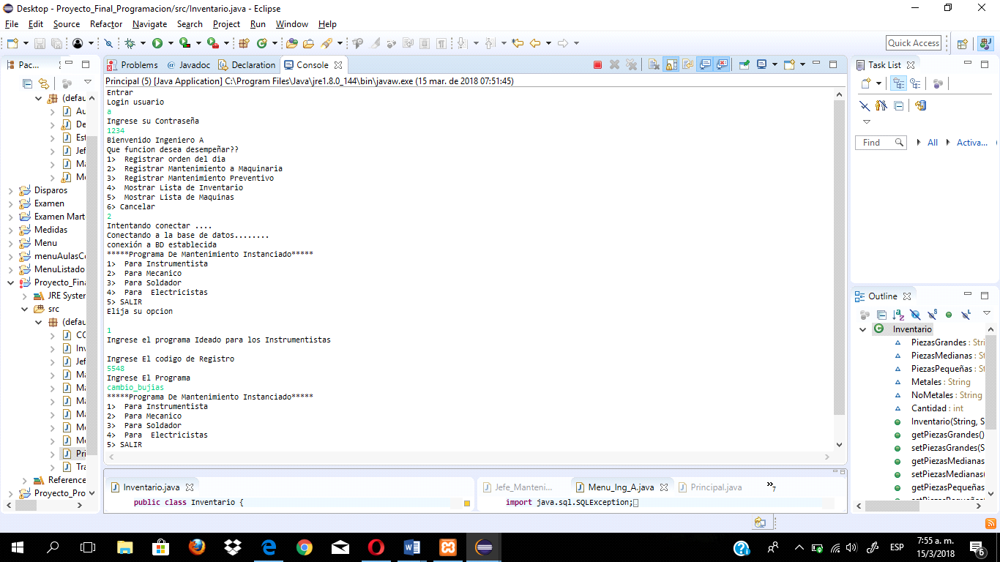 Desktop - Proyecto_Final_Programacion/src/Inventario.java - Eclipse
File Edit Source Refactor Navigate Search Project Run Window Help
Quick Access
Pac...
Problems Javadoc Declaration Console
Task List
Principal (5) [Java Application] C:\Program Files\Java\jre1.8.0_144\bin\javaw.exe (15 mar. de 2018 07:51:45)
Entrar
Login usuario
a
Ingrese su Contraseña
1234
Bienvenido Ingeniero A
Que funcion desea desempeñar??
1> Registrar orden del dia
2> Registrar Mantenimiento a Maquinaria
3> Registrar Mantenimiento Preventivo
4> Mostrar Lista de Inventario
5> Mostrar Lista de Maquinas
6> Cancelar
2
Intentando conectar ....
Conectando a la base de datos........
conexión a BD establecida
*****Programa De Mantenimiento Instanciado*****
1> Para Instrumentista
2> Para Mecanico
3> Para Soldador
4> Para Electricistas
5> SALIR
Elija su opcion
1
Ingrese el programa Ideado para los Instrumentistas
Ingrese El codigo de Registro
5548
Ingrese El Programa
cambio_bujias
*****Programa De Mantenimiento Instanciado*****
1> Para Instrumentista
2> Para Mecanico
3> Para Soldador
4> Para Electricistas
5> SALIR
(defau
Au
De
Est
Jef
Ma
Me
Disparos
Examen
Examen Mart
Medidas
Menu
menuAulasCo
MenuListado
Proyecto_Fina
JRE System
src
(defau
CO
Inv
Jef
Ma
Ma
Ma
Ma
Me
Me
Pri
Tra
Reference
Proyecto_Pro
Find All Activa...
Outline
Inventario
PiezasGrandes : Stri
PiezasMedianas : St
PiezasPequeñas : St
Metales : String
NoMetales : String
Cantidad : int
Inventario(String, S
getPiezasGrandes()
setPiezasGrandes(S
getPiezasMedianas
setPiezasMedianas(
getPiezasPequeñas
Inventario.java
public class Inventario {
Jefe_Manteni... Menu_Ing_A.java Principal.java 7
import java.sql.SQLException;
ESP
7:55 a. m.
15/3/2018
6